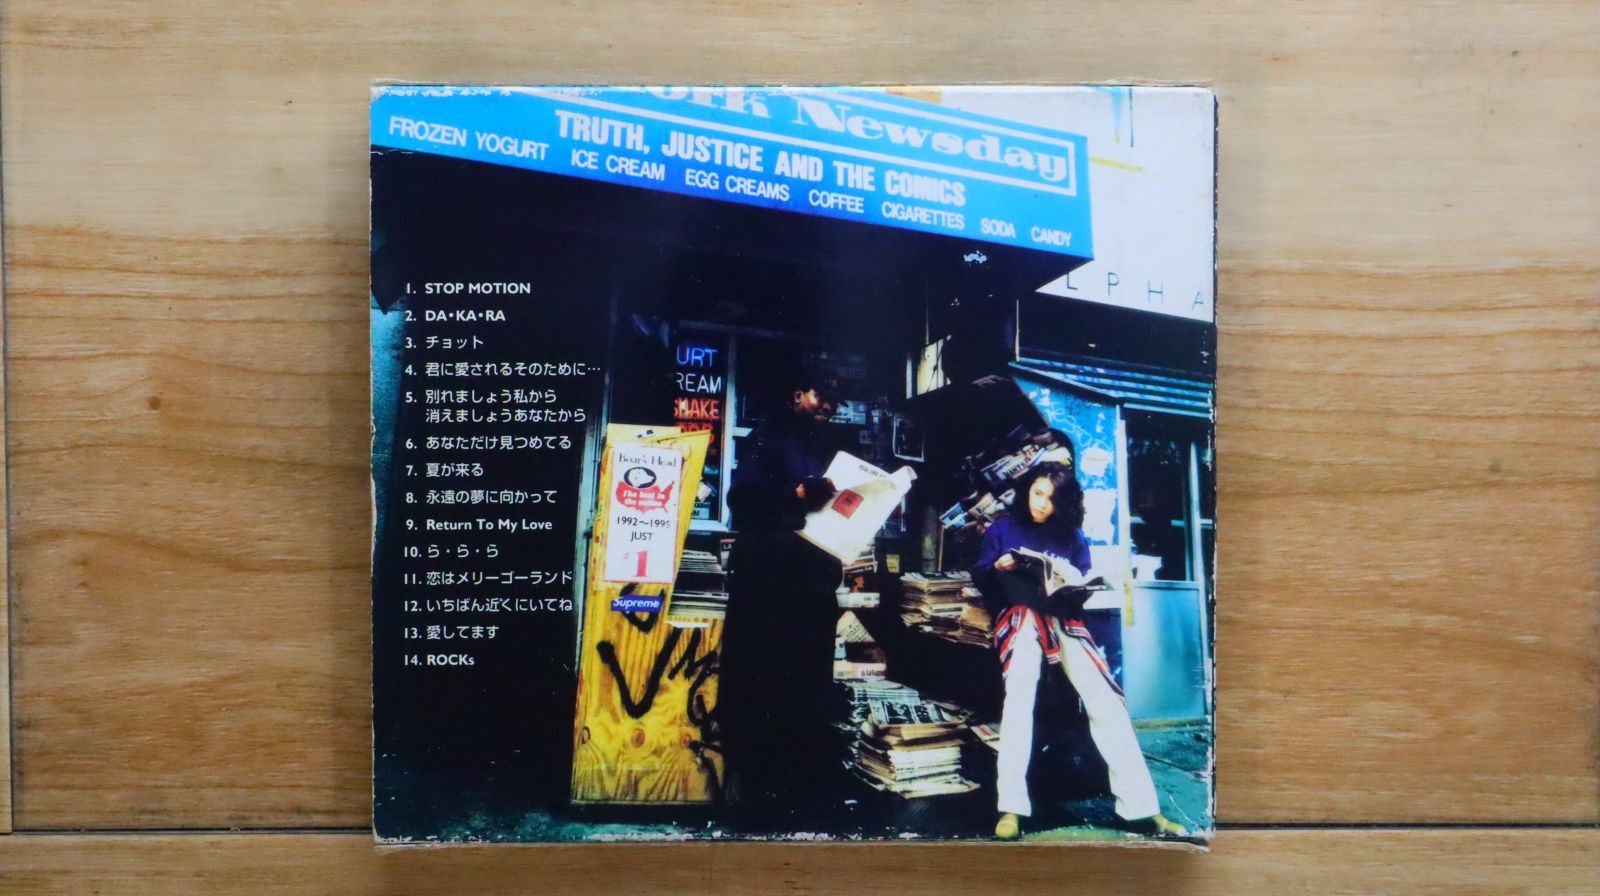 ork Newsday
TRUTH, JUSTICE AND THE COMICS
FROZEN YOGURT ICE CREAM EGG CREAMS COFFEE CIGARETTES SODA CANDY
LPHA
1. STOP MOTION
2. DA・KA・RA
3. チョット
4. 君に愛されるそのために…
5. 別れましょう私から
消えましょうあなたから
6. あなただけ見つめてる
7. 夏が来る
8. 永遠の夢に向かって
9. Return To My Love
10. ら・ら・ら
11. 恋はメリーゴーランド
12. いちばん近くにいてね
13. 愛してます
14. ROCKs
URT
REAM
SHAKE
Boar's Head
The best in
the nation
1992〜1995
JUST
#1
Supreme